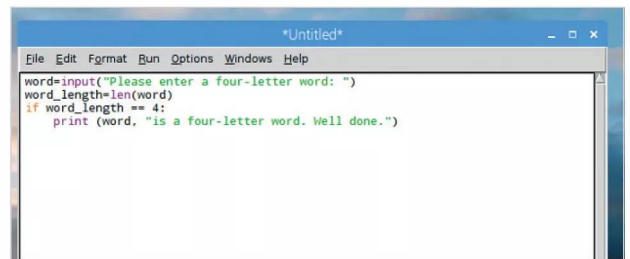 *Untitled*
File Edit Format Run Options Windows Help
word=input("Please enter a four-letter word: ")
word_length=len(word)
if word_length == 4:
    print (word, "is a four-letter word. Well done.")